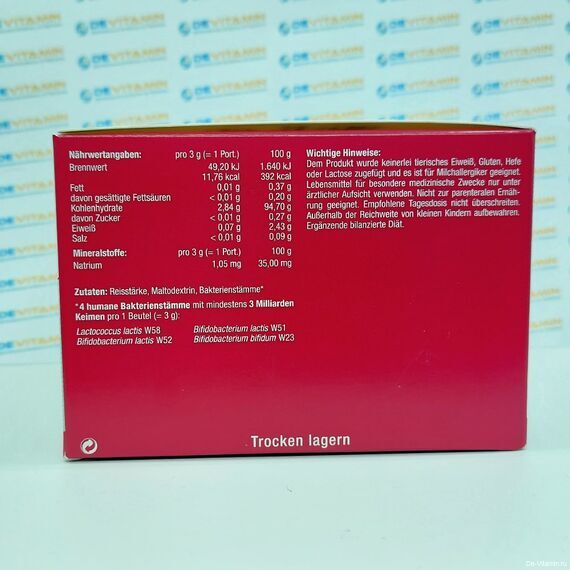 DEVITAMIN
Nährwertangaben: pro 3 g (= 1 Port.) 100 g
Brennwert 49,20 kJ 1.640 kJ
11,76 kcal 392 kcal
Fett 0,01 g 0,37 g
davon gesättigte Fettsäuren < 0,01 g 0,20 g
Kohlenhydrate 2,84 g 94,70 g
davon Zucker < 0,01 g 0,27 g
Eiweiß 0,07 g 2,43 g
Salz < 0,01 g 0,09 g
Mineralstoffe: pro 3 g (= 1 Port.) 100 g
Natrium 1,05 mg 35,00 mg
Zutaten: Reisstärke, Maltodextrin, Bakterienstämme*
*4 humane Bakterienstämme mit mindestens 3 Milliarden
Keimen pro 1 Beutel (= 3 g):
Lactococcus lactis W58 Bifidobacterium lactis W51
Bifidobacterium lactis W52 Bifidobacterium bifidum W23
Wichtige Hinweise:
Dem Produkt wurde keinerlei tierisches Eiweiß, Gluten, Hefe
oder Lactose zugefügt und es ist für Milchallergiker geeignet.
Lebensmittel für besondere medizinische Zwecke nur unter
ärztlicher Aufsicht verwenden. Nicht zur parenteralen Ernäh-
rung geeignet. Empfohlene Tagesdosis nicht überschreiten.
Außerhalb der Reichweite von kleinen Kindern aufbewahren.
Ergänzende bilanzierte Diät.
Trocken lagern
De-Vitamin.ru